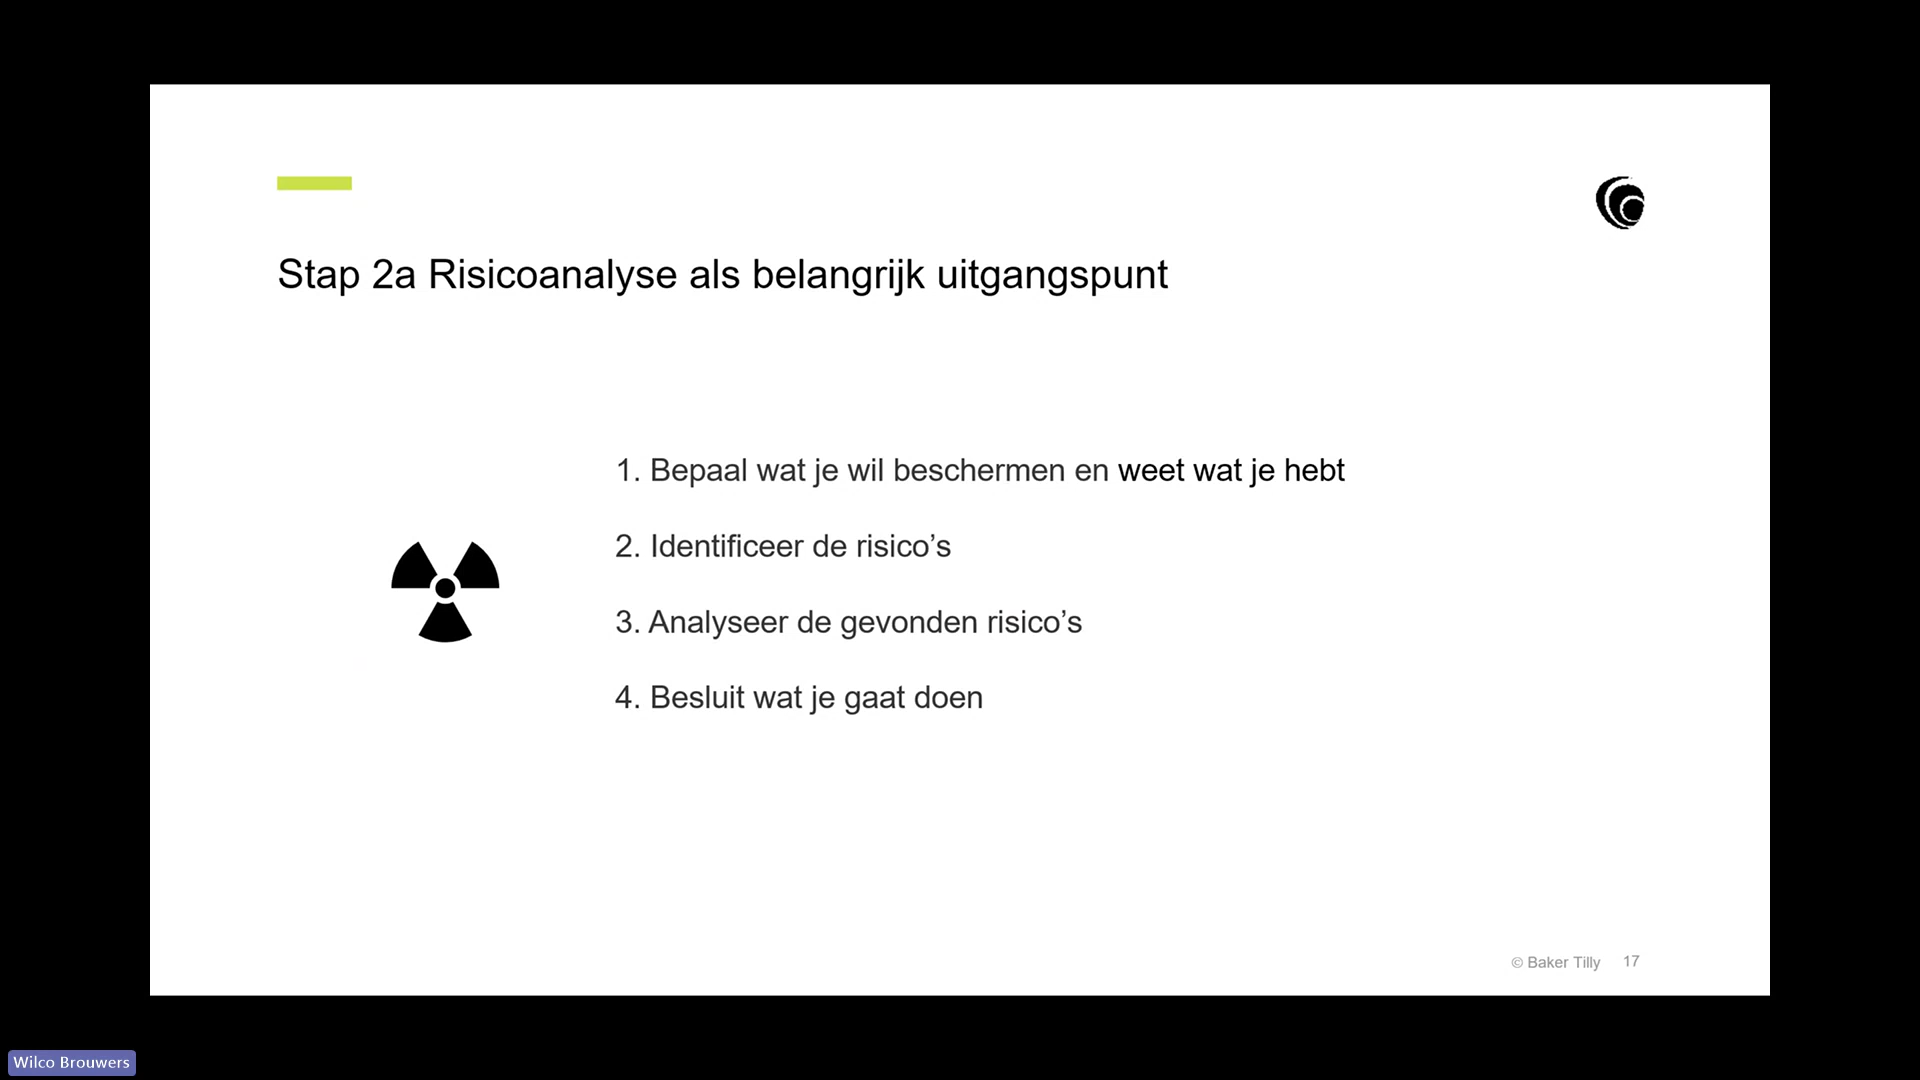 Stap 2a Risicoanalyse als belangrijk uitgangspunt
1. Bepaal wat je wil beschermen en weet wat je hebt
2. Identificeer de risico’s
3. Analyseer de gevonden risico’s
4. Besluit wat je gaat doen
© Baker Tilly 17
Wilco Brouwers